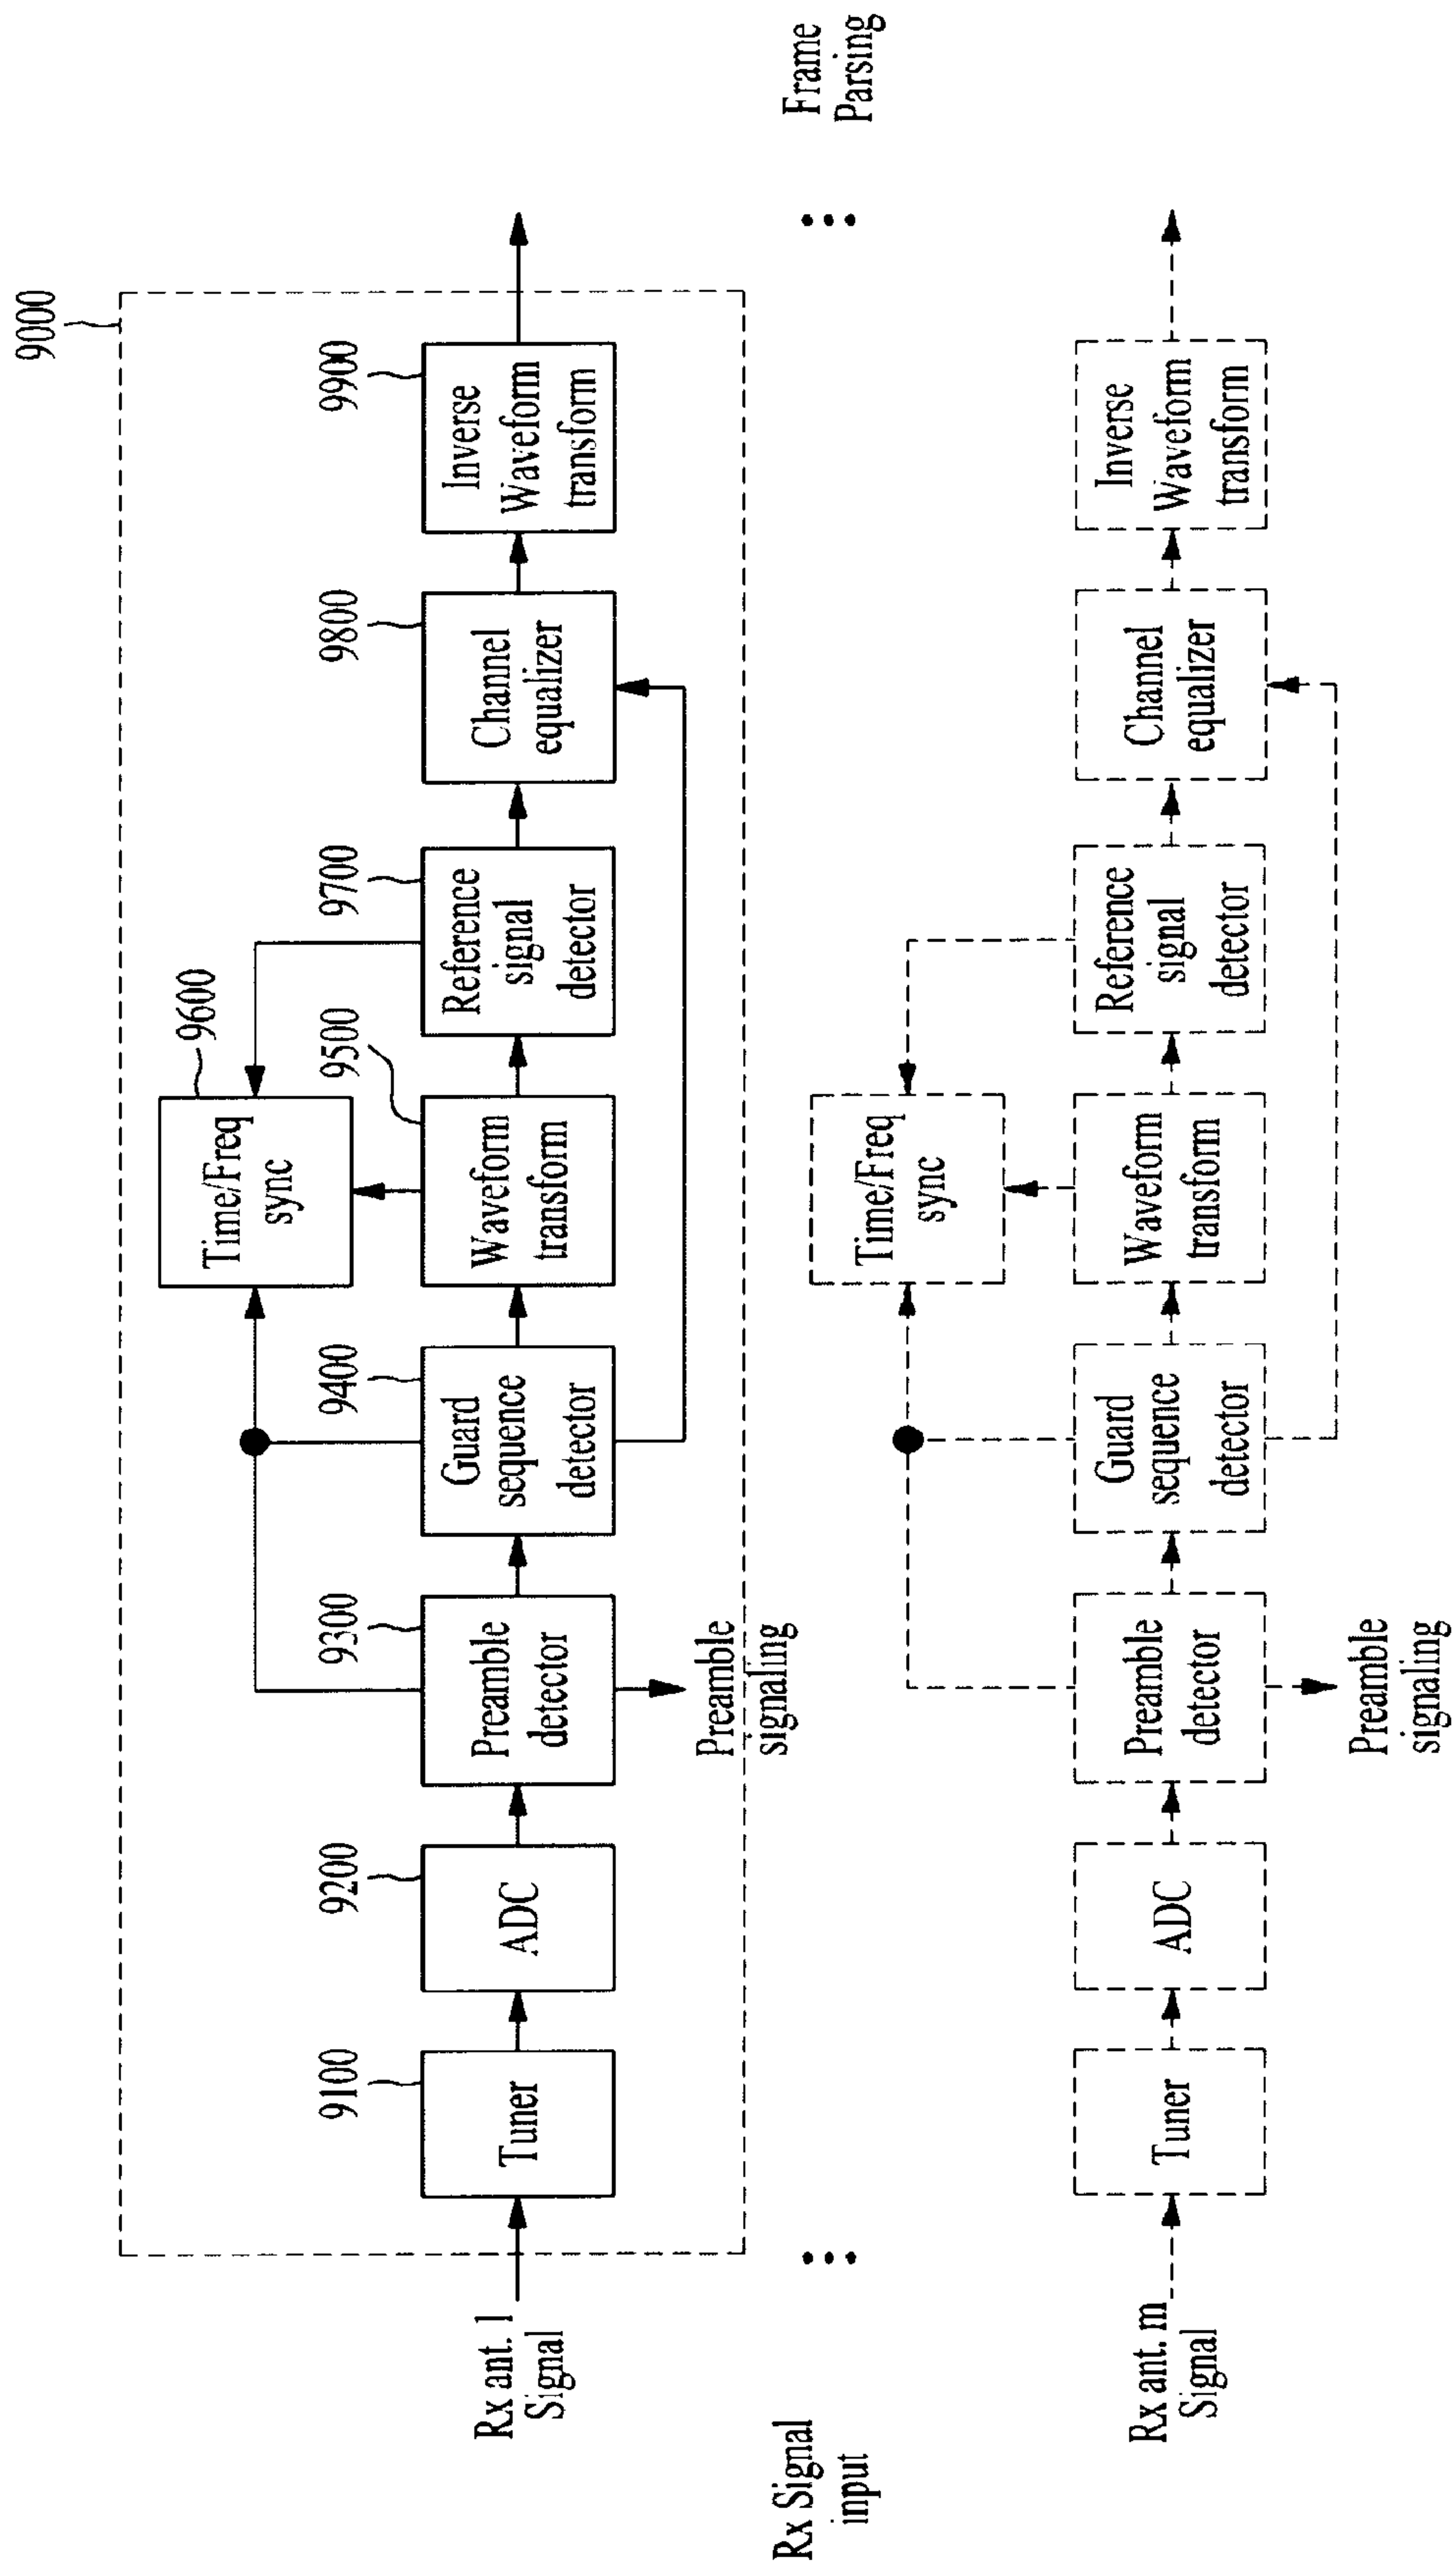 9000
9600
Time/Freq
sync
9100
9200
9300
9400
9500
9700
9800
9900
Rx ant. 1
Signal
Tuner
ADC
Preamble
detector
Guard
sequence
detector
Waveform
transform
Reference
signal
detector
Channel
equalizer
Inverse
Waveform
transform
Preamble
signaling
Rx Signal
input
Frame
Parsing
Time/Freq
sync
Rx ant. m
Signal
Tuner
ADC
Preamble
detector
Guard
sequence
detector
Waveform
transform
Reference
signal
detector
Channel
equalizer
Inverse
Waveform
transform
Preamble
signaling